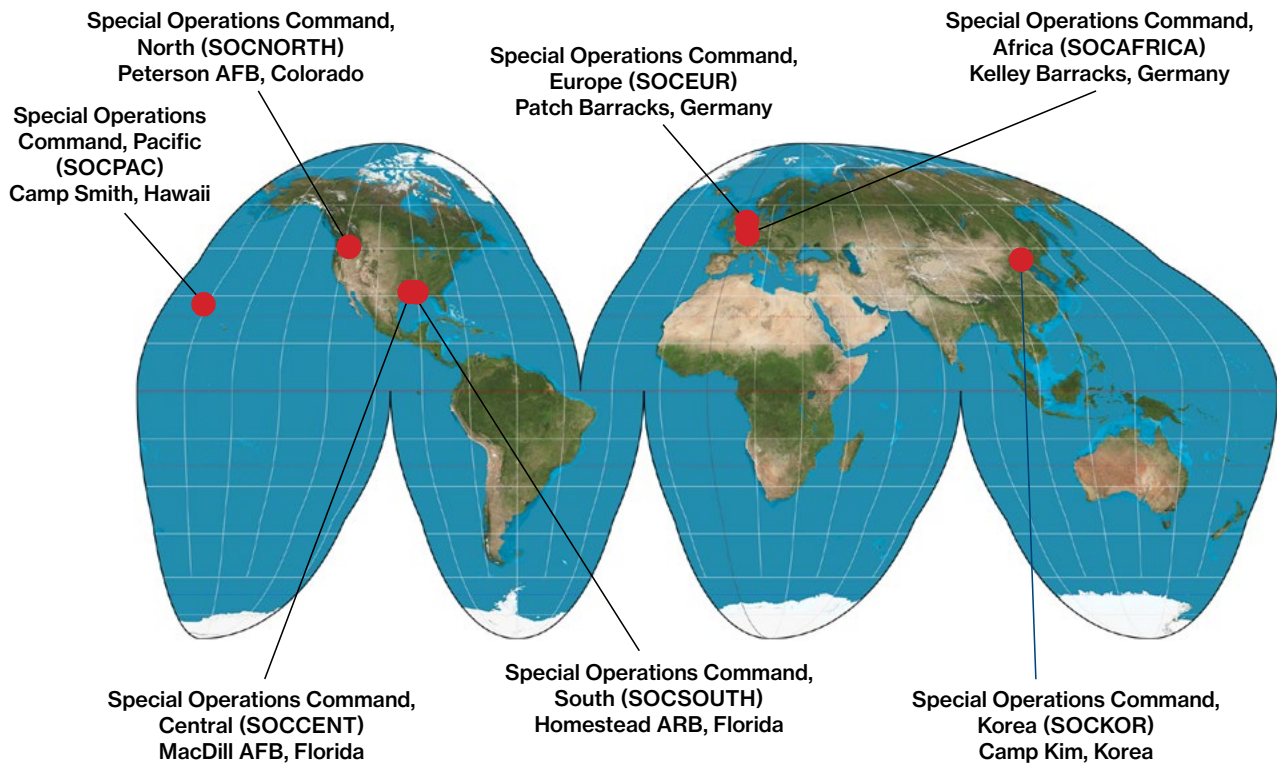 Special Operations Command,
North (SOCNORTH)
Peterson AFB, Colorado
Special Operations Command,
Europe (SOCEUR)
Patch Barracks, Germany
Special Operations Command,
Africa (SOCAFRICA)
Kelley Barracks, Germany
Special Operations
Command, Pacific
(SOCPAC)
Camp Smith, Hawaii
Special Operations Command,
Central (SOCCENT)
MacDill AFB, Florida
Special Operations Command,
South (SOCSOUTH)
Homestead ARB, Florida
Special Operations Command,
Korea (SOCKOR)
Camp Kim, Korea